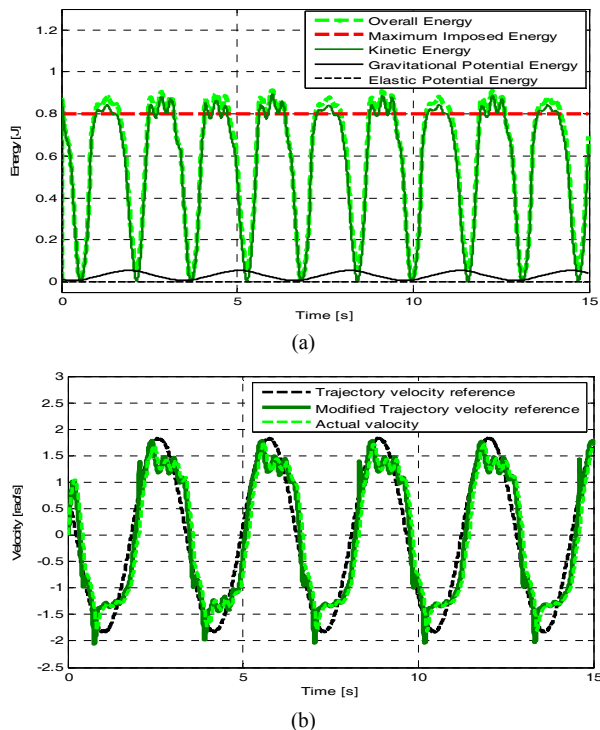 Overall Energy
Maximum Imposed Energy
Kinetic Energy
Gravitational Potential Energy
Elastic Potential Energy
1.2
1
0.8
0.6
0.4
0.2
0
Energy [J]
0 5 10 15
Time [s]
(a)
Trajectory velocity reference
Modified Trajectory velocity reference
Actual valocity
3
2.5
2
1.5
1
0.5
0
-0.5
-1
-1.5
-2
-2.5
Velocity [rad/s]
0 5 10 15
Time [s]
(b)